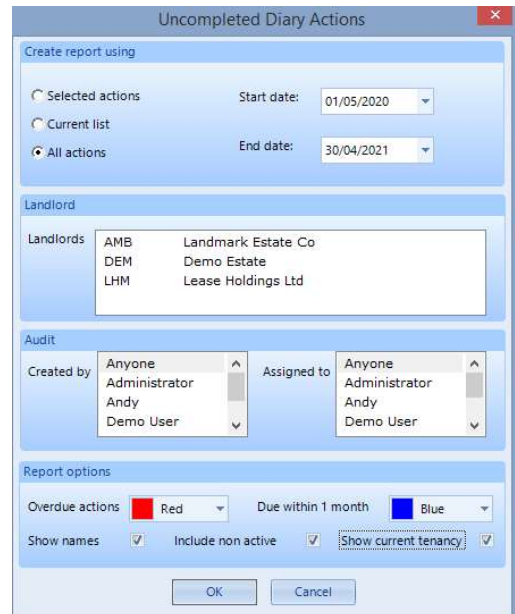 Uncompleted Diary Actions
Create report using
Selected actions
Start date: 01/05/2020
Current list
All actions
End date: 30/04/2021
Landlord
Landlords
AMB Landmark Estate Co
DEM Demo Estate
LHM Lease Holdings Ltd
Audit
Created by
Anyone
Administrator
Andy
Demo User
Assigned to
Anyone
Administrator
Andy
Demo User
Report options
Overdue actions Red Due within 1 month Blue
Show names Include non active Show current tenancy
OK Cancel